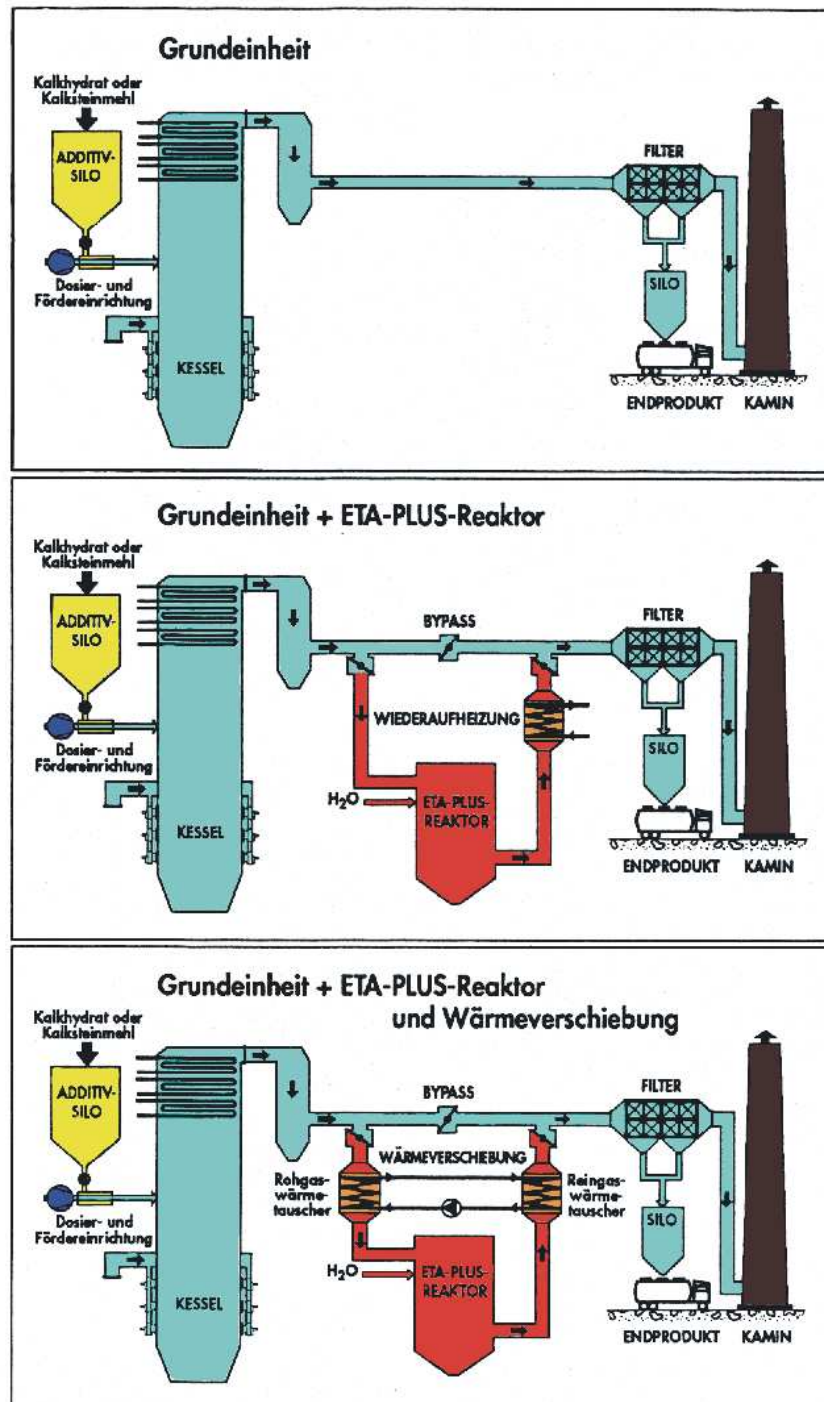 Grundeinheit
Kalkhydrat oder
Kalksteinmehl
ADDITIV-
SILO
Dosier- und
Fördereinrichtung
KESSEL
FILTER
SILO
ENDPRODUKT
KAMIN
Grundeinheit + ETA-PLUS-Reaktor
Kalkhydrat oder
Kalksteinmehl
ADDITIV-
SILO
Dosier- und
Fördereinrichtung
KESSEL
BYPASS
WIEDERAUFHEIZUNG
H₂O
ETA-PLUS-
REAKTOR
FILTER
SILO
ENDPRODUKT
KAMIN
Grundeinheit + ETA-PLUS-Reaktor
und Wärmeverschiebung
Kalkhydrat oder
Kalksteinmehl
ADDITIV-
SILO
Dosier- und
Fördereinrichtung
KESSEL
BYPASS
WÄRMEVERSCHIEBUNG
Rohgas-
wärme-
tauscher
Reingas-
wärme-
tauscher
H₂O
ETA-PLUS-
REAKTOR
FILTER
SILO
ENDPRODUKT
KAMIN